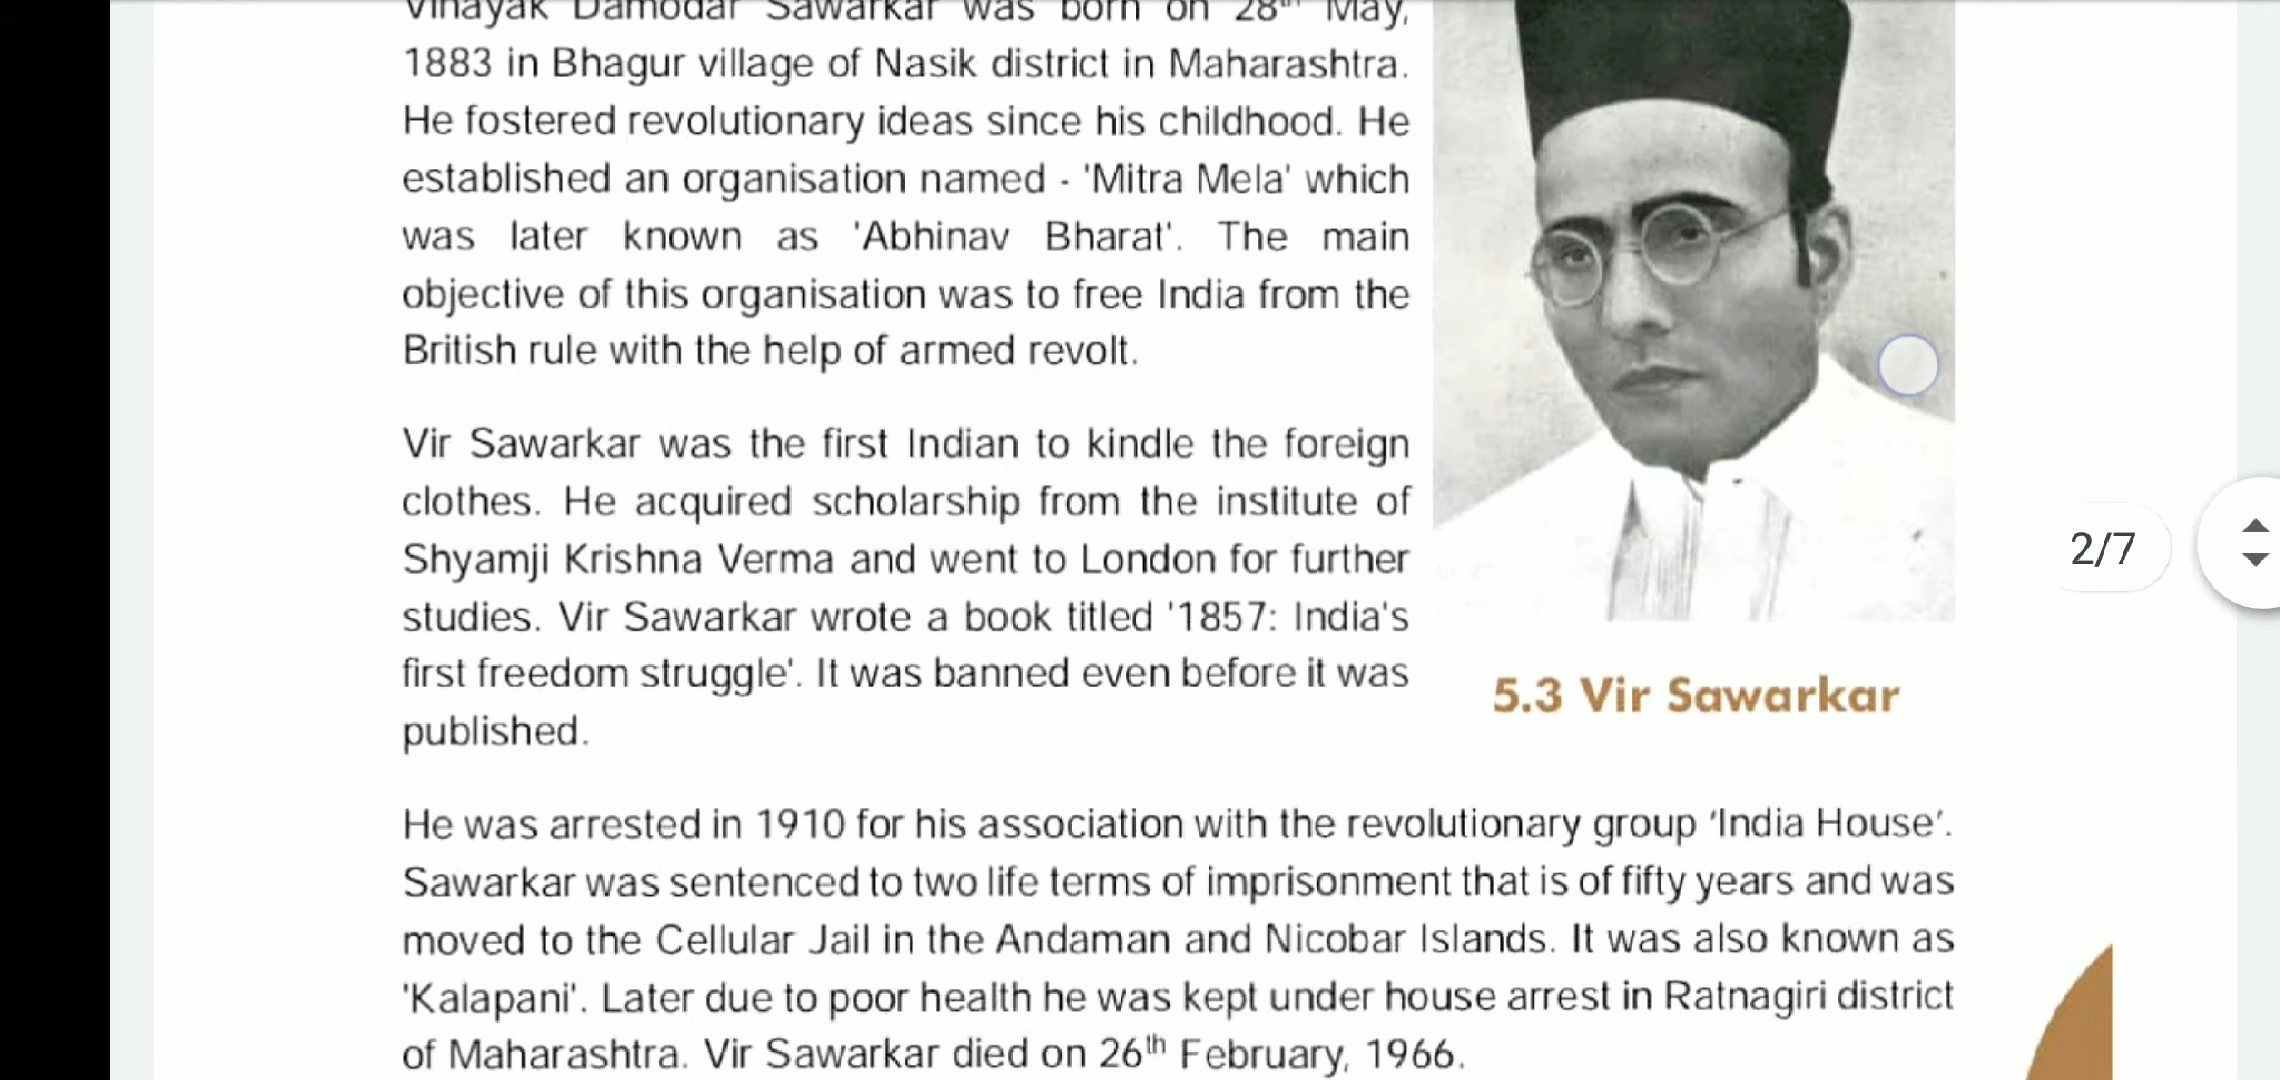 Vinayak Damodar Sawarkar was born on 28th May,
1883 in Bhagur village of Nasik district in Maharashtra.
He fostered revolutionary ideas since his childhood. He
established an organisation named - 'Mitra Mela' which
was later known as 'Abhinav Bharat'. The main
objective of this organisation was to free India from the
British rule with the help of armed revolt.
Vir Sawarkar was the first Indian to kindle the foreign
clothes. He acquired scholarship from the institute of
Shyamji Krishna Verma and went to London for further
studies. Vir Sawarkar wrote a book titled '1857: India's
first freedom struggle'. It was banned even before it was
published.
5.3 Vir Sawarkar
He was arrested in 1910 for his association with the revolutionary group 'India House'.
Sawarkar was sentenced to two life terms of imprisonment that is of fifty years and was
moved to the Cellular Jail in the Andaman and Nicobar Islands. It was also known as
'Kalapani'. Later due to poor health he was kept under house arrest in Ratnagiri district
of Maharashtra. Vir Sawarkar died on 26th February, 1966.
2/7